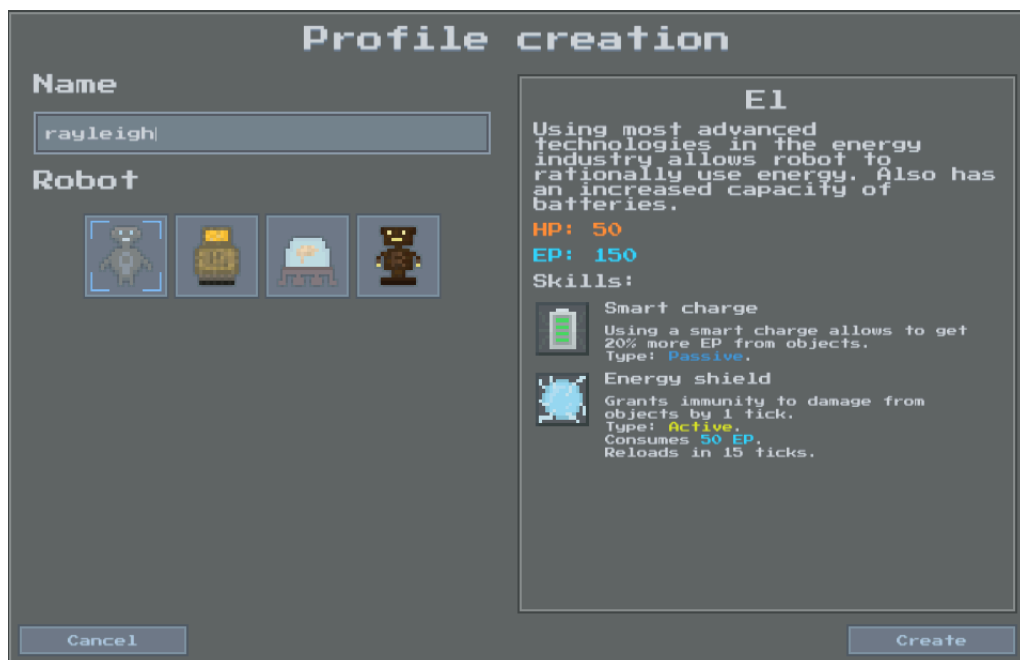 Profile creation
Name
rayleigh
Robot
El
Using most advanced
technologies in the energy
industry allows robot to
rationally use energy. Also has
an increased capacity of
batteries.
HP: 50
EP: 150
Skills:
Smart charge
Using a smart charge allows to get
20% more EP from objects.
Type: Passive.
Energy shield
Grants immunity to damage from
objects by 1 tick.
Type: Active.
Consumes 50 EP.
Reloads in 15 ticks.
Cancel
Create